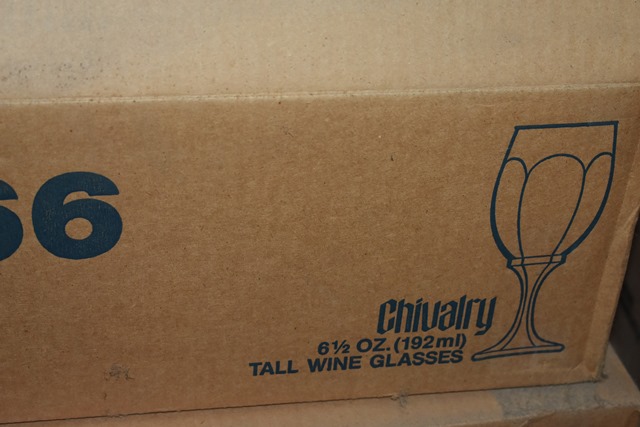 66
Chivalry
6½ OZ. (192ml)
TALL WINE GLASSES